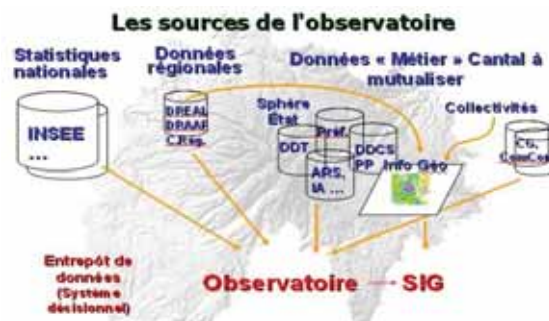 Les sources de l'observatoire
Statistiques
nationales
INSEE
...
Données
régionales
DREAL
DRAAF
C.Rég.
Données « Métier » Cantal à
mutualiser
Sphère
État
Préf.
DDT
DDCS
PP
ARS,
IA ...
Info Géo
Collectivités
CG,
ComCom
Entrepôt de
données
(Système
décisionnel)
Observatoire
SIG